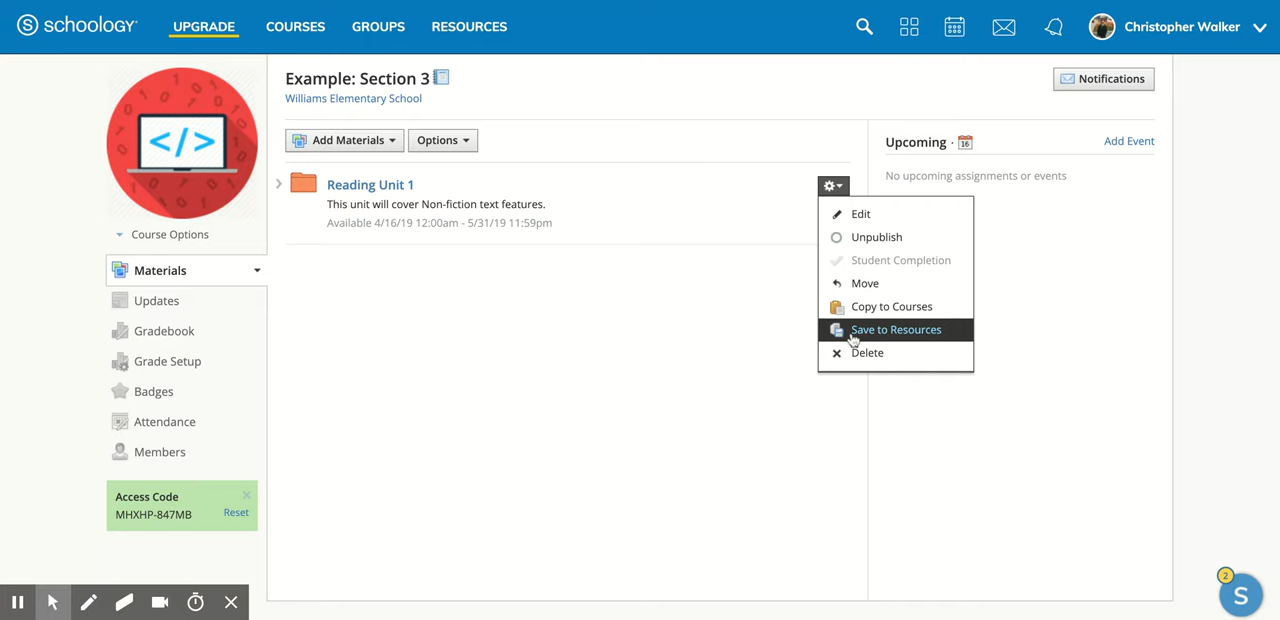 schoology
UPGRADE COURSES GROUPS RESOURCES
Christopher Walker
</>
Course Options
Materials
Updates
Gradebook
Grade Setup
Badges
Attendance
Members
Access Code
MHXHP-847MB Reset
Example: Section 3
Williams Elementary School
Add Materials Options
Reading Unit 1
This unit will cover Non-fiction text features.
Available 4/16/19 12:00am - 5/31/19 11:59pm
Edit
Unpublish
Student Completion
Move
Copy to Courses
Save to Resources
Delete
Notifications
Upcoming · 16 Add Event
No upcoming assignments or events
2
S